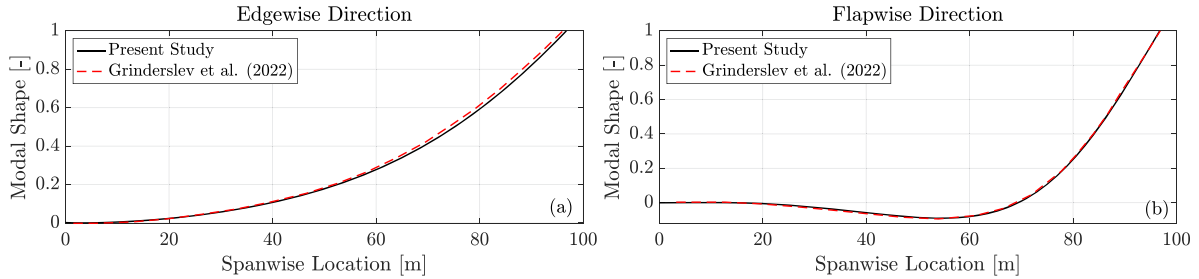 Edgewise Direction
Present Study
Grinderslev et al. (2022)
Modal Shape [-]
1
0.8
0.6
0.4
0.2
0
(a)
0 20 40 60 80 100
Spanwise Location [m]
Flapwise Direction
Present Study
Grinderslev et al. (2022)
Modal Shape [-]
1
0.8
0.6
0.4
0.2
0
(b)
0 20 40 60 80 100
Spanwise Location [m]